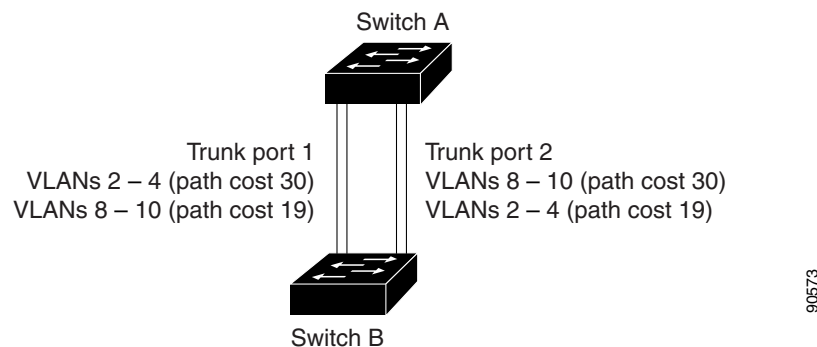 Switch A
Trunk port 1
VLANs 2 – 4 (path cost 30)
VLANs 8 – 10 (path cost 19)
Trunk port 2
VLANs 8 – 10 (path cost 30)
VLANs 2 – 4 (path cost 19)
90573
Switch B